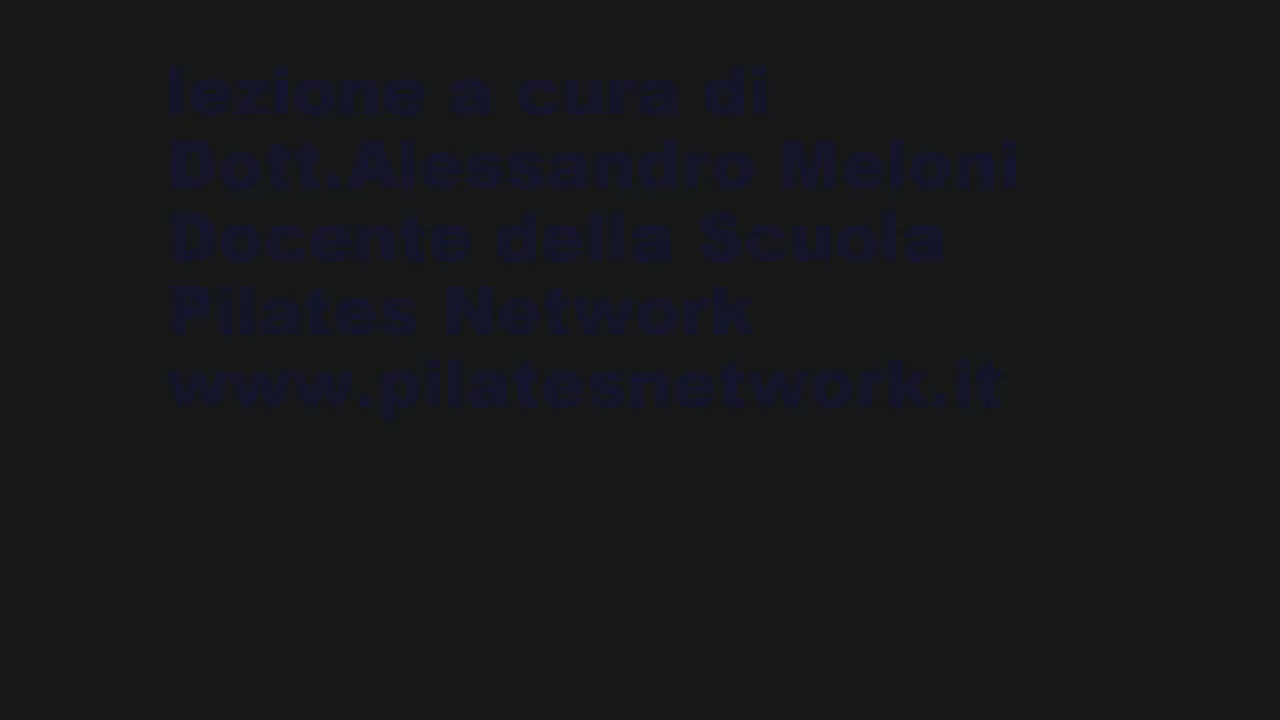 lezione a cura di
Dott.Alessandro Meloni
Docente della Scuola
Pilates Network
www.pilatesnetwork.it